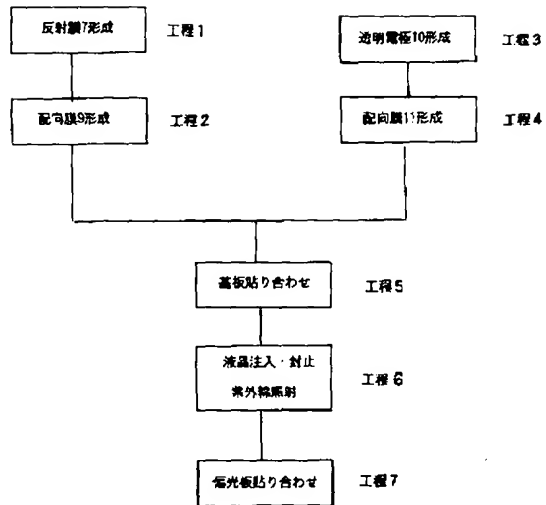 反射膜7形成
工程1
透明電極10形成
工程3
配向膜9形成
工程2
配向膜11形成
工程4
基板貼り合わせ
工程5
液晶注入・封止
紫外線照射
工程6
偏光板貼り合わせ
工程7